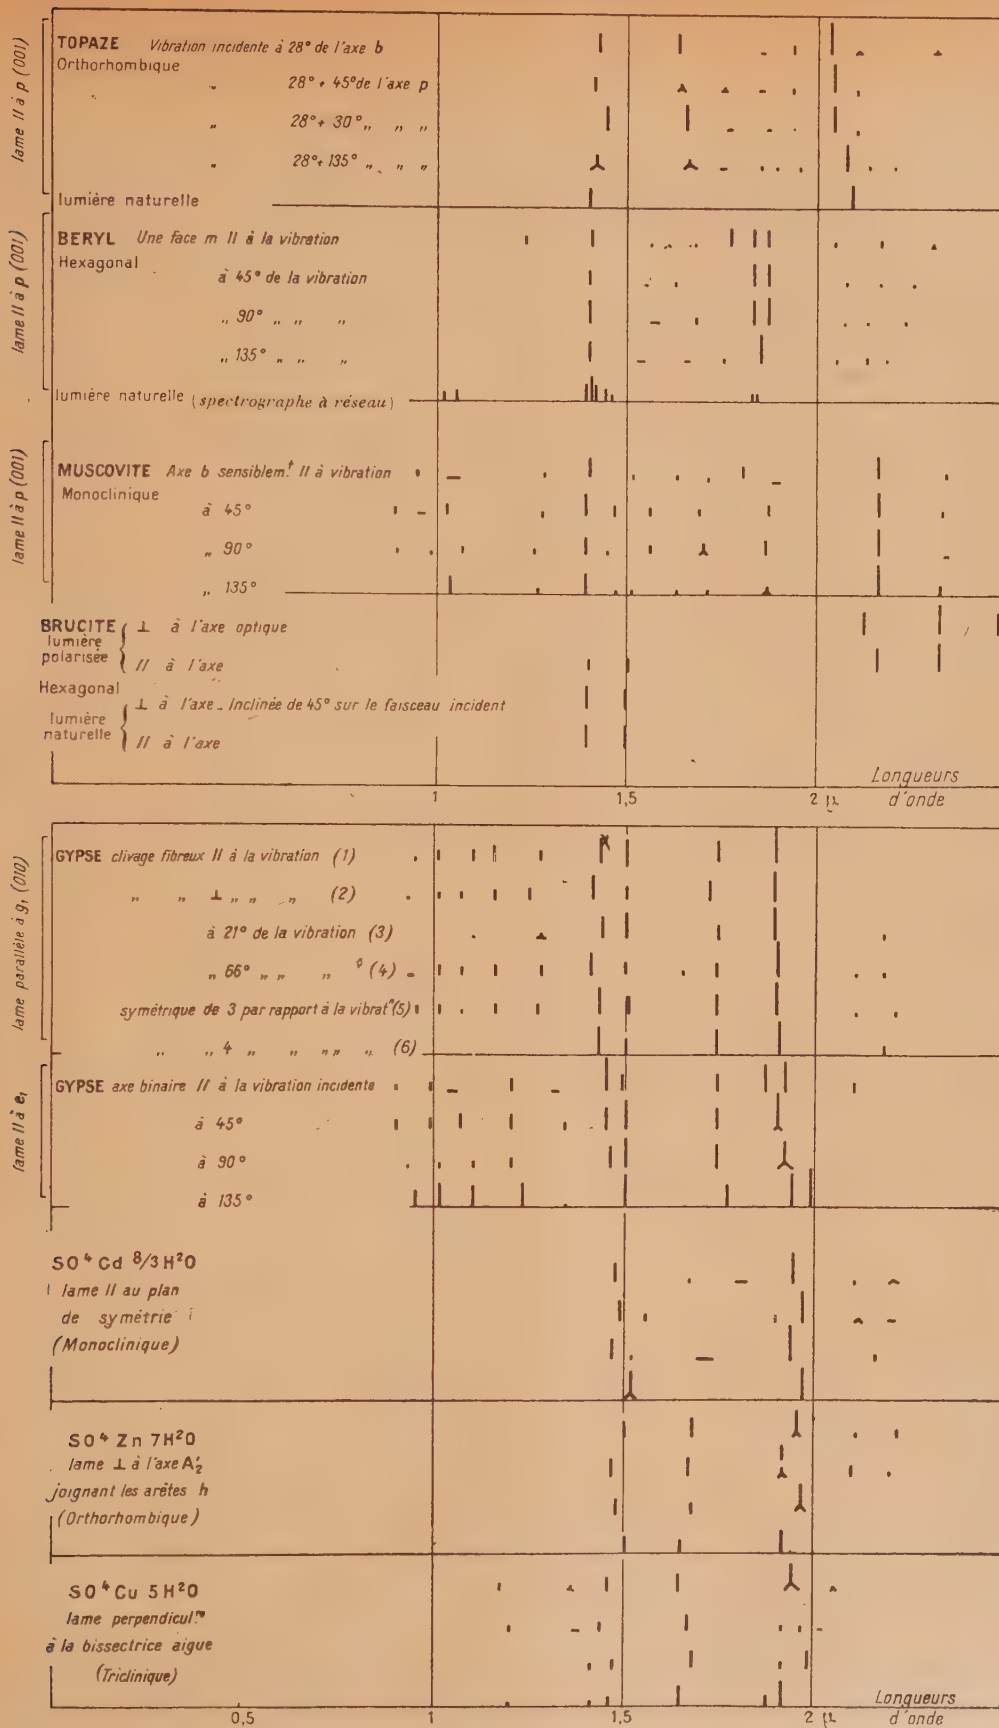 lame // à p (001)
TOPAZE Vibration incidente à 28° de l'axe b
Orthorhombique
„ 28° + 45° de l'axe p
„ 28° + 30° „ „ „
„ 28° + 135° „ „ „
lumière naturelle
lame // à p (001)
BERYL Une face m // à la vibration
Hexagonal
à 45° de la vibration
„ 90° „ „ „
„ 135° „ „ „
lumière naturelle (spectrographe à réseau)
lame // à p (001)
MUSCOVITE Axe b sensiblem.t // à vibration
Monoclinique
à 45°
„ 90°
„ 135°
BRUCITE ⊥ à l'axe optique
lumière
polarisée // à l'axe
Hexagonal
⊥ à l'axe _ Inclinée de 45° sur le faisceau incident
lumière
naturelle // à l'axe
Longueurs
d'onde
1 1,5 2 μ
lame parallèle à g₁ (010)
GYPSE clivage fibreux // à la vibration (1)
„ „ ⊥ „ „ „ (2)
à 21° de la vibration (3)
„ 66° „ „ „ (4)
symétrique de 3 par rapport à la vibrat.n (5)
„ „ 4 „ „ „ „ „ (6)
lame // à e₁
GYPSE axe binaire // à la vibration incidente
à 45°
à 90°
à 135°
SO⁴ Cd 8/3 H²O
lame // au plan
de symétrie
(Monoclinique)
SO⁴ Zn 7H²O
lame ⊥ à l'axe A'₂
joignant les arêtes h
(Orthorhombique)
SO⁴ Cu 5H²O
lame perpendicul.re
à la bissectrice aigue
(Triclinique)
Longueurs
d'onde
0,5 1 1,5 2 μ